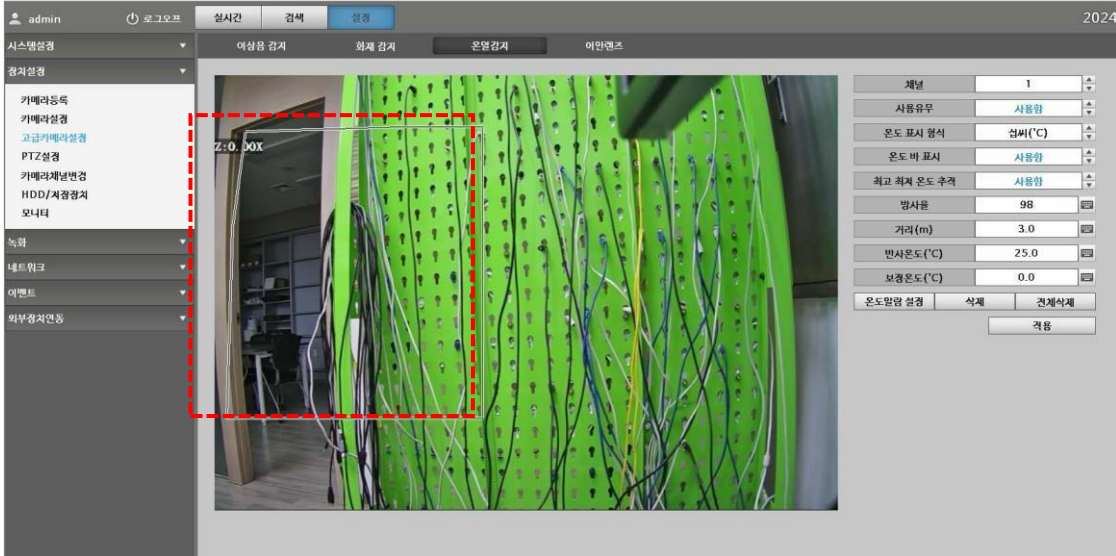 admin 로그오프 실시간 검색 설정 2024
시스템설정
이상음 감지 화재 감지 온열감지 어안렌즈
장치설정
카메라등록
카메라설정
고급카메라설정
PTZ설정
카메라채널변경
HDD/저장장치
모니터
녹화
네트워크
이벤트
외부장치연동
Z:0.00X
채널 1
사용유무 사용함
온도 표시 형식 섭씨(˚C)
온도 바 표시 사용함
최고 최저 온도 추적 사용함
방사율 98
거리(m) 3.0
반사온도(˚C) 25.0
보정온도(˚C) 0.0
온도알람 설정 삭제 전체삭제
적용